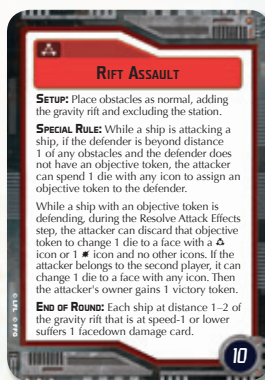 RIFT ASSAULT
SETUP: Place obstacles as normal, adding
the gravity rift and excluding the station.
SPECIAL RULE: While a ship is attacking a
ship, if the defender is beyond distance
1 of any obstacles and the defender does
not have an objective token, the attacker
can spend 1 die with any icon to assign an
objective token to the defender.
While a ship with an objective token is
defending, during the Resolve Attack Effects
step, the attacker can discard that objective
token to change 1 die to a face with a
icon or 1 icon and no other icons. If the
attacker belongs to the second player, it can
change 1 die to a face with any icon. Then
the attacker's owner gains 1 victory token.
END OF ROUND: Each ship at distance 1–2 of
the gravity rift that is at speed-1 or lower
suffers 1 facedown damage card.
10
© LFL © FFG